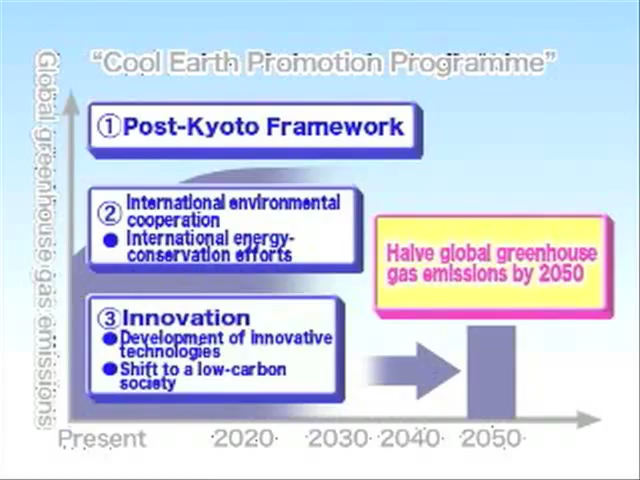 “Cool Earth Promotion Programme”
Global greenhouse gas emissions
①Post-Kyoto Framework
② International environmental
cooperation
● International energy-
conservation efforts
Halve global greenhouse
gas emissions by 2050
③Innovation
●Development of innovative
technologies
●Shift to a low-carbon
society
Present 2020 2030 2040 2050